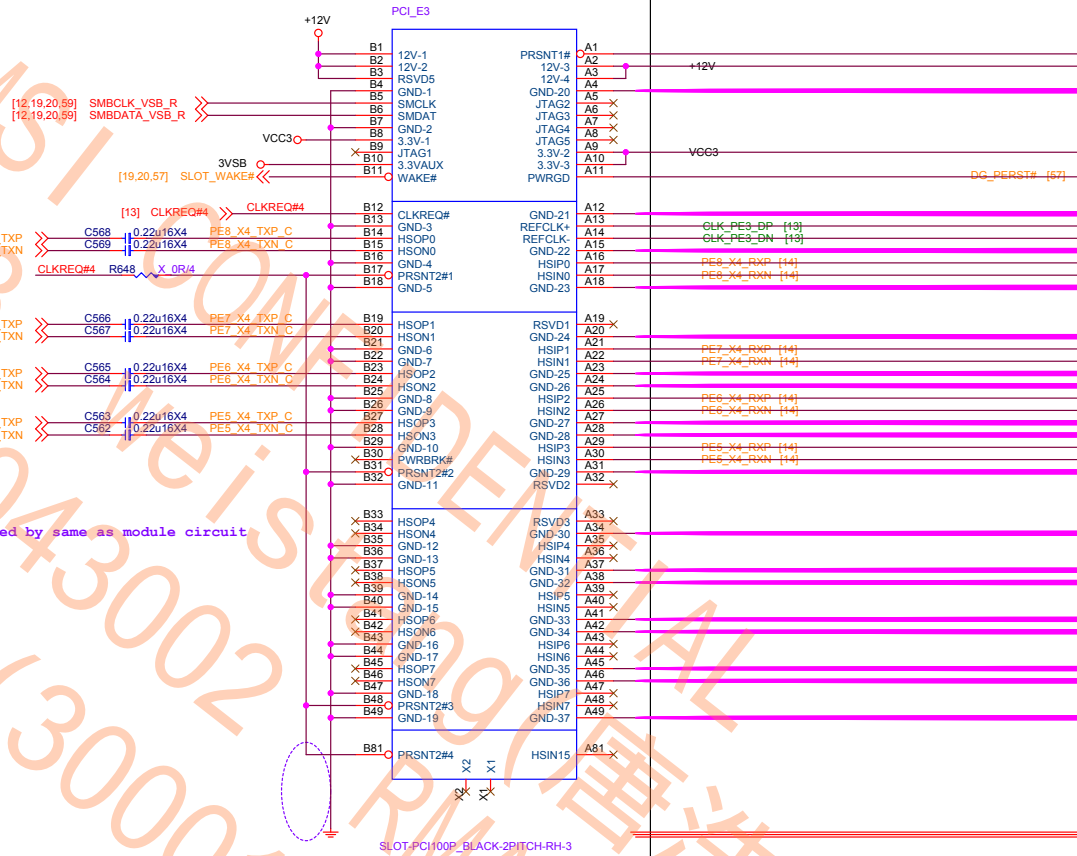 PCI_E3
+12V
B1 12V-1 PRSNT1# A1
B2 12V-2 12V-3 A2 +12V
B3 RSVD5 12V-4 A3
B4 GND-1 GND-20 A4
[12,19,20,59] SMBCLK_VSB_R B5 SMCLK JTAG2 A5
[12,19,20,59] SMBDATA_VSB_R B6 SMDAT JTAG3 A6
B7 GND-2 JTAG4 A7
VCC3 B8 3.3V-1 JTAG5 A8
B9 JTAG1 3.3V-2 A9 VCC3
3VSB B10 3.3VAUX 3.3V-3 A10
[19,20,57] SLOT_WAKE# B11 WAKE# PWRGD A11 DG_PERST# [57]
[13] CLKREQ#4 CLKREQ#4 B12 CLKREQ# GND-21 A12
B13 GND-3 REFCLK+ A13 CLK_PE3_DP [13]
TXP C568 0.22u16X4 PE8_X4_TXP_C B14 HSOP0 REFCLK- A14 CLK_PE3_DN [13]
TXN C569 0.22u16X4 PE8_X4_TXN_C B15 HSON0 GND-22 A15
B16 GND-4 HSIP0 A16 PE8_X4_RXP [14]
CLKREQ#4 R648 X_0R/4 B17 PRSNT2#1 HSIN0 A17 PE8_X4_RXN [14]
B18 GND-5 GND-23 A18
TXP C566 0.22u16X4 PE7_X4_TXP_C B19 HSOP1 RSVD1 A19
TXN C567 0.22u16X4 PE7_X4_TXN_C B20 HSON1 GND-24 A20
B21 GND-6 HSIP1 A21 PE7_X4_RXP [14]
B22 GND-7 HSIN1 A22 PE7_X4_RXN [14]
TXP C565 0.22u16X4 PE6_X4_TXP_C B23 HSOP2 GND-25 A23
TXN C564 0.22u16X4 PE6_X4_TXN_C B24 HSON2 GND-26 A24
B25 GND-8 HSIP2 A25 PE6_X4_RXP [14]
B26 GND-9 HSIN2 A26 PE6_X4_RXN [14]
TXP C563 0.22u16X4 PE5_X4_TXP_C B27 HSOP3 GND-27 A27
TXN C562 0.22u16X4 PE5_X4_TXN_C B28 HSON3 GND-28 A28
B29 GND-10 HSIP3 A29 PE5_X4_RXP [14]
B30 PWRBRK# HSIN3 A30 PE5_X4_RXN [14]
B31 PRSNT2#2 GND-29 A31
B32 GND-11 RSVD2 A32
B33 HSOP4 RSVD3 A33
ed by same as module circuit B34 HSON4 GND-30 A34
B35 GND-12 HSIP4 A35
B36 GND-13 HSIN4 A36
B37 HSOP5 GND-31 A37
B38 HSON5 GND-32 A38
B39 GND-14 HSIP5 A39
B40 GND-15 HSIN5 A40
B41 HSOP6 GND-33 A41
B42 HSON6 GND-34 A42
B43 GND-16 HSIP6 A43
B44 GND-17 HSIN6 A44
B45 HSOP7 GND-35 A45
B46 HSON7 GND-36 A46
B47 GND-18 HSIP7 A47
B48 PRSNT2#3 HSIN7 A48
B49 GND-19 GND-37 A49
B81 PRSNT2#4 HSIN15 A81
X2 X1
X2 X1
SLOT-PCI100P_BLACK-2PITCH-RH-3
MSI CONFIDENTIAL
weistang(唐
0443002
(3000